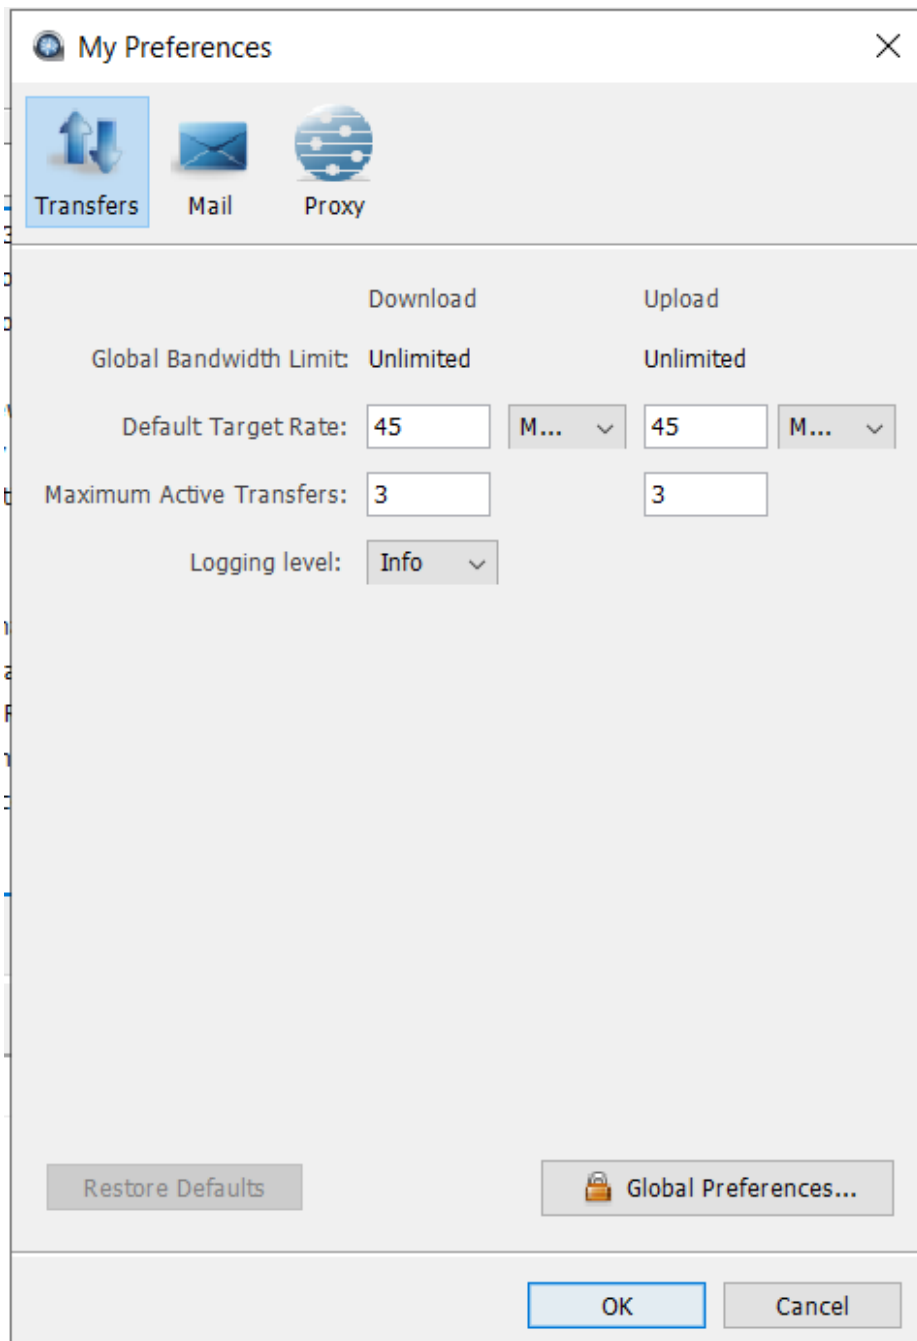 My Preferences
Transfers Mail Proxy
Download Upload
Global Bandwidth Limit: Unlimited Unlimited
Default Target Rate: 45 M... 45 M...
Maximum Active Transfers: 3 3
Logging level: Info
Restore Defaults Global Preferences...
OK Cancel